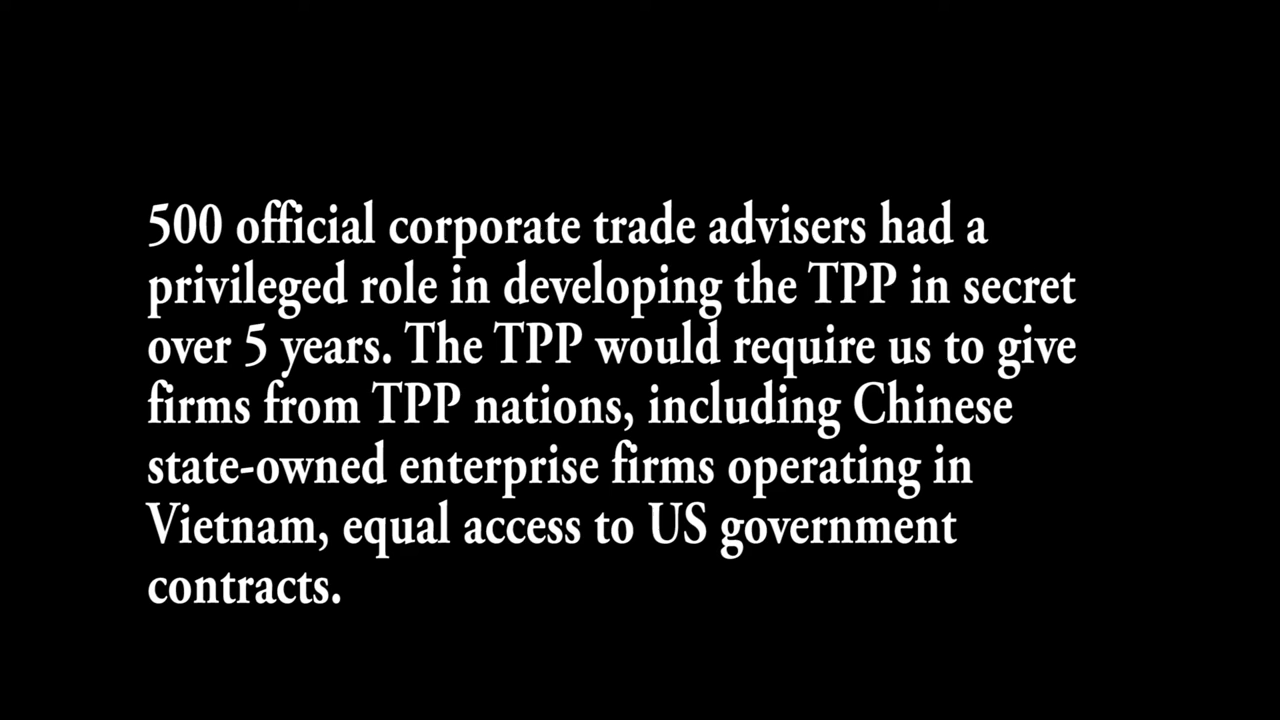 500 official corporate trade advisers had a
privileged role in developing the TPP in secret
over 5 years. The TPP would require us to give
firms from TPP nations, including Chinese
state-owned enterprise firms operating in
Vietnam, equal access to US government
contracts.